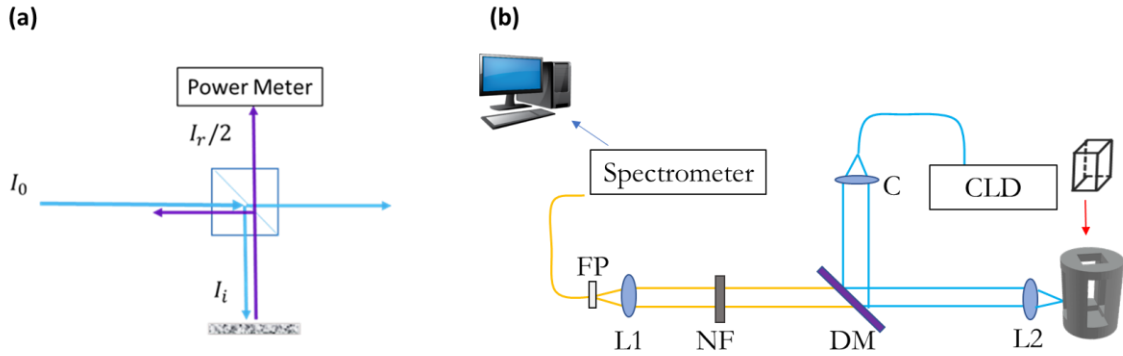 (a)
Power Meter
I_r/2
I_0
I_i
(b)
Spectrometer
C
CLD
FP
L1
NF
DM
L2